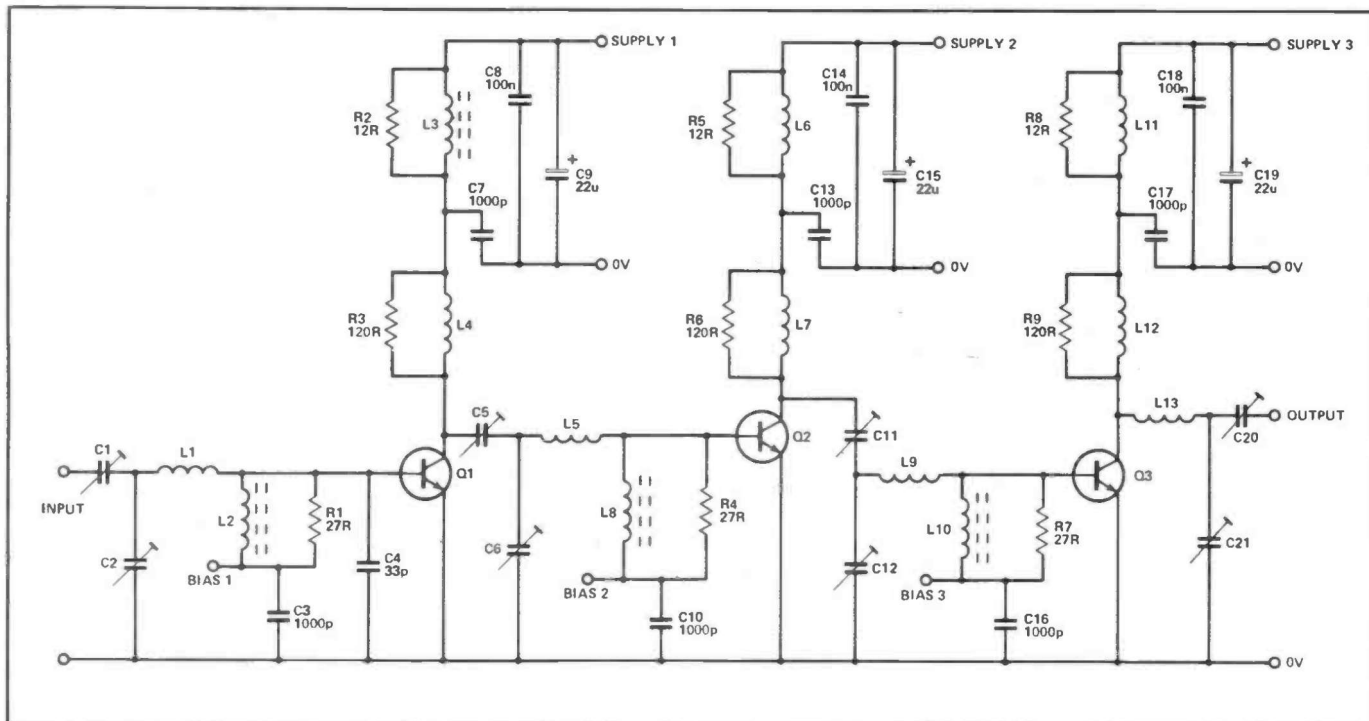 SUPPLY 1
SUPPLY 2
SUPPLY 3
C8
100n
C14
100n
C18
100n
R2
12R
L3
R5
12R
L6
R8
12R
L11
C9
22u
+
C15
22u
+
C19
22u
+
C7
1000p
C13
1000p
C17
1000p
0V
0V
0V
R3
120R
L4
R6
120R
L7
R9
120R
L12
C5
L5
Q2
C11
L13
OUTPUT
C20
C1
L1
Q1
L9
Q3
INPUT
L2
R1
27R
L8
R4
27R
L10
R7
27R
C2
C4
33p
C6
C12
C21
BIAS 1
BIAS 2
BIAS 3
C3
1000p
C10
1000p
C16
1000p
0V